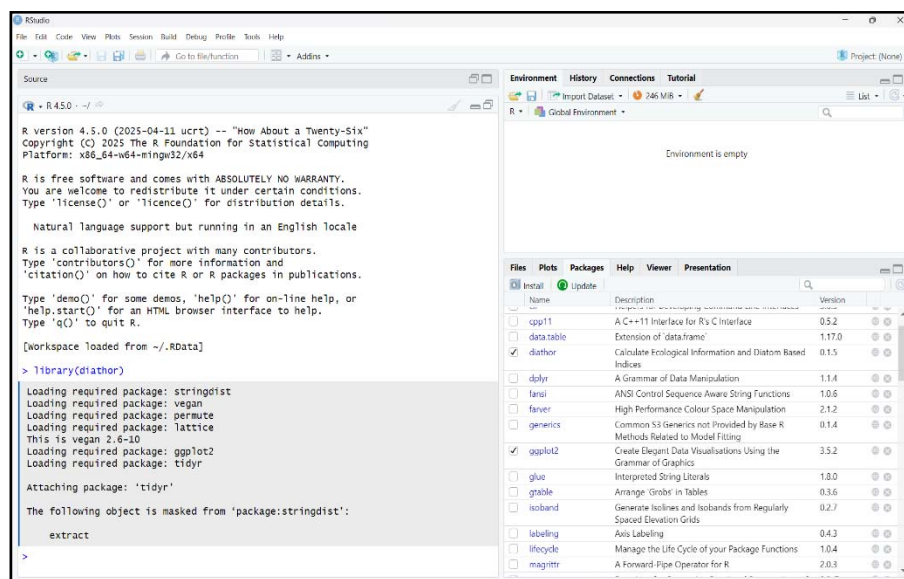 RStudio
File Edit Code View Plots Session Build Debug Profile Tools Help
Go to file/function
Addins
Project: (None)
Source
R 4.5.0 · ~/
R version 4.5.0 (2025-04-11 ucrt) -- "How About a Twenty-Six"
Copyright (C) 2025 The R Foundation for Statistical Computing
Platform: x86_64-w64-mingw32/x64
R is free software and comes with ABSOLUTELY NO WARRANTY.
You are welcome to redistribute it under certain conditions.
Type 'license()' or 'licence()' for distribution details.
Natural language support but running in an English locale
R is a collaborative project with many contributors.
Type 'contributors()' for more information and
'citation()' on how to cite R or R packages in publications.
Type 'demo()' for some demos, 'help()' for on-line help, or
'help.start()' for an HTML browser interface to help.
Type 'q()' to quit R.
[Workspace loaded from ~/.RData]
> library(diathor)
Loading required package: stringdist
Loading required package: vegan
Loading required package: permute
Loading required package: lattice
This is vegan 2.6-10
Loading required package: ggplot2
Loading required package: tidyr
Attaching package: ‘tidyr’
The following object is masked from ‘package:stringdist’:
extract
>
Environment History Connections Tutorial
Import Dataset 246 MiB List
R Global Environment
Environment is empty
Files Plots Packages Help Viewer Presentation
Install Update
Name Description Version
cpp11 A C++11 Interface for R's C Interface 0.5.2
data.table Extension of `data.frame` 1.17.0
diathor Calculate Ecological Information and Diatom Based 0.1.5
Indices
dplyr A Grammar of Data Manipulation 1.1.4
fansi ANSI Control Sequence Aware String Functions 1.0.6
farver High Performance Colour Space Manipulation 2.1.2
generics Common S3 Generics not Provided by Base R 0.1.4
Methods Related to Model Fitting
ggplot2 Create Elegant Data Visualisations Using the 3.5.2
Grammar of Graphics
glue Interpreted String Literals 1.8.0
gtable Arrange 'Grobs' in Tables 0.3.6
isoband Generate Isolines and Isobands from Regularly 0.2.7
Spaced Elevation Grids
labeling Axis Labeling 0.4.3
lifecycle Manage the Life Cycle of your Package Functions 1.0.4
magrittr A Forward-Pipe Operator for R 2.0.3